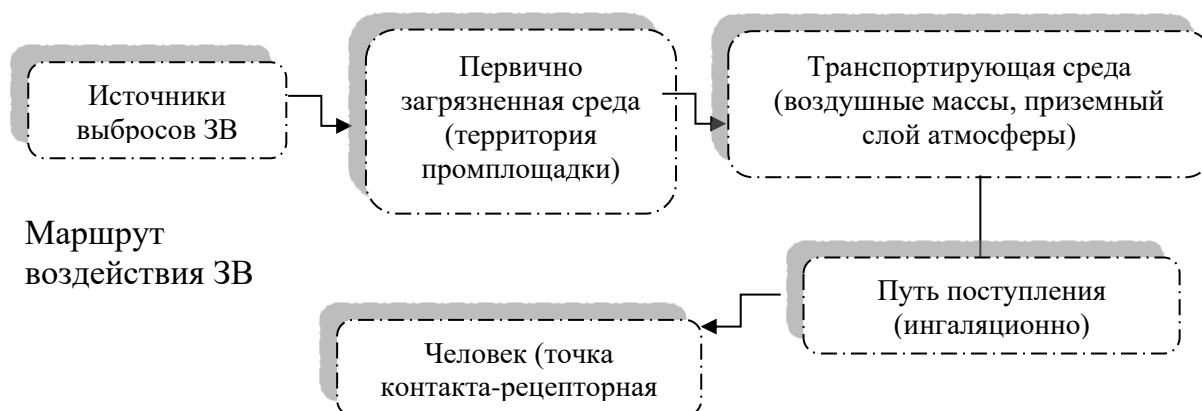 Источники
выбросов ЗВ
Первично
загрязненная среда
(территория
промплощадки)
Транспортирующая среда
(воздушные массы, приземный
слой атмосферы)
Маршрут
воздействия ЗВ
Путь поступления
(ингаляционно)
Человек (точка
контакта-рецепторная